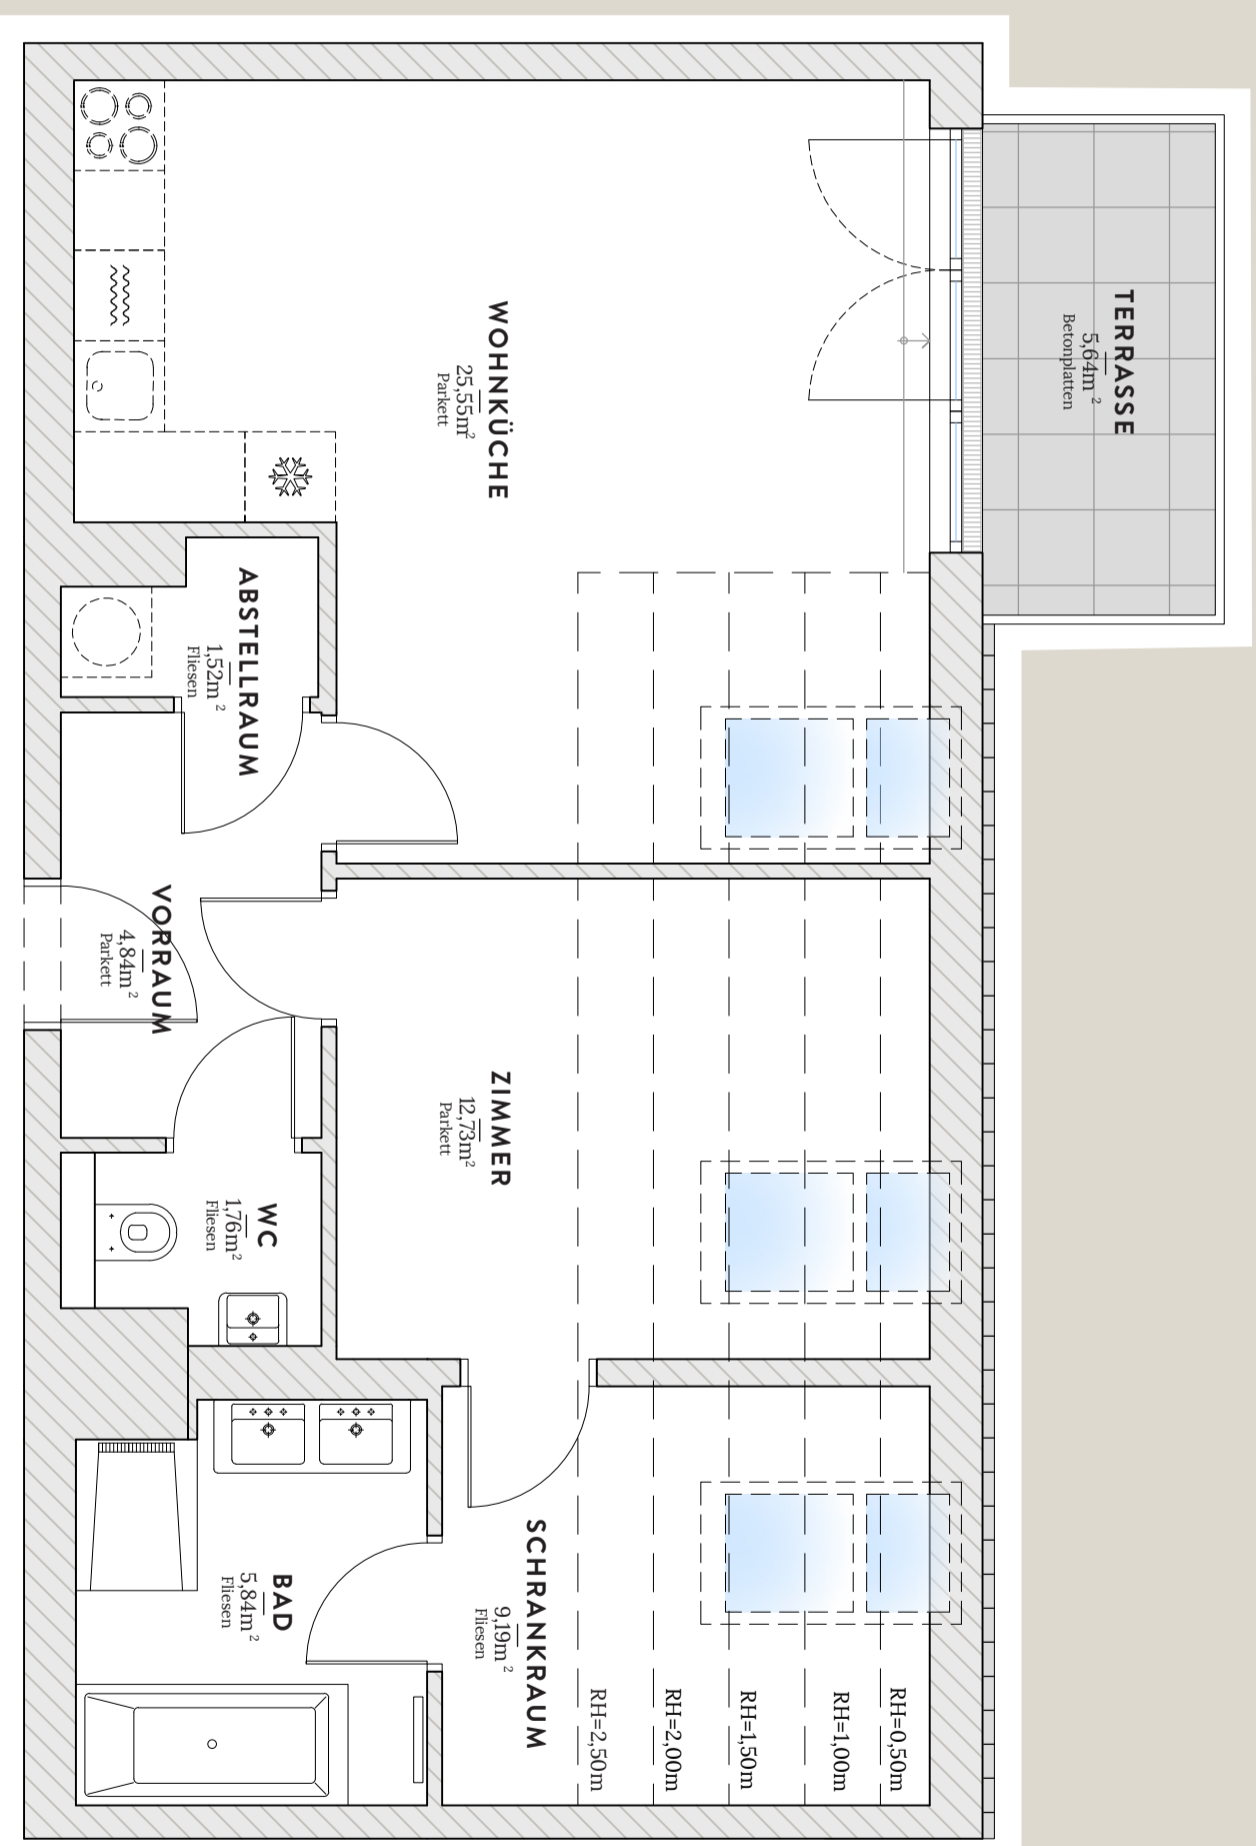 TERRASSE
5,64m²
Betonplatten
WOHNKÜCHE
25,55m²
Parkett
ABSTELLRAUM
1,52m²
Fliesen
VORRAUM
4,84m²
Parkett
ZIMMER
12,73m²
Parkett
WC
1,76m²
Fliesen
BAD
5,84m²
Fliesen
SCHRANKRAUM
9,19m²
Fliesen
RH=0,50m
RH=1,00m
RH=1,50m
RH=2,00m
RH=2,50m